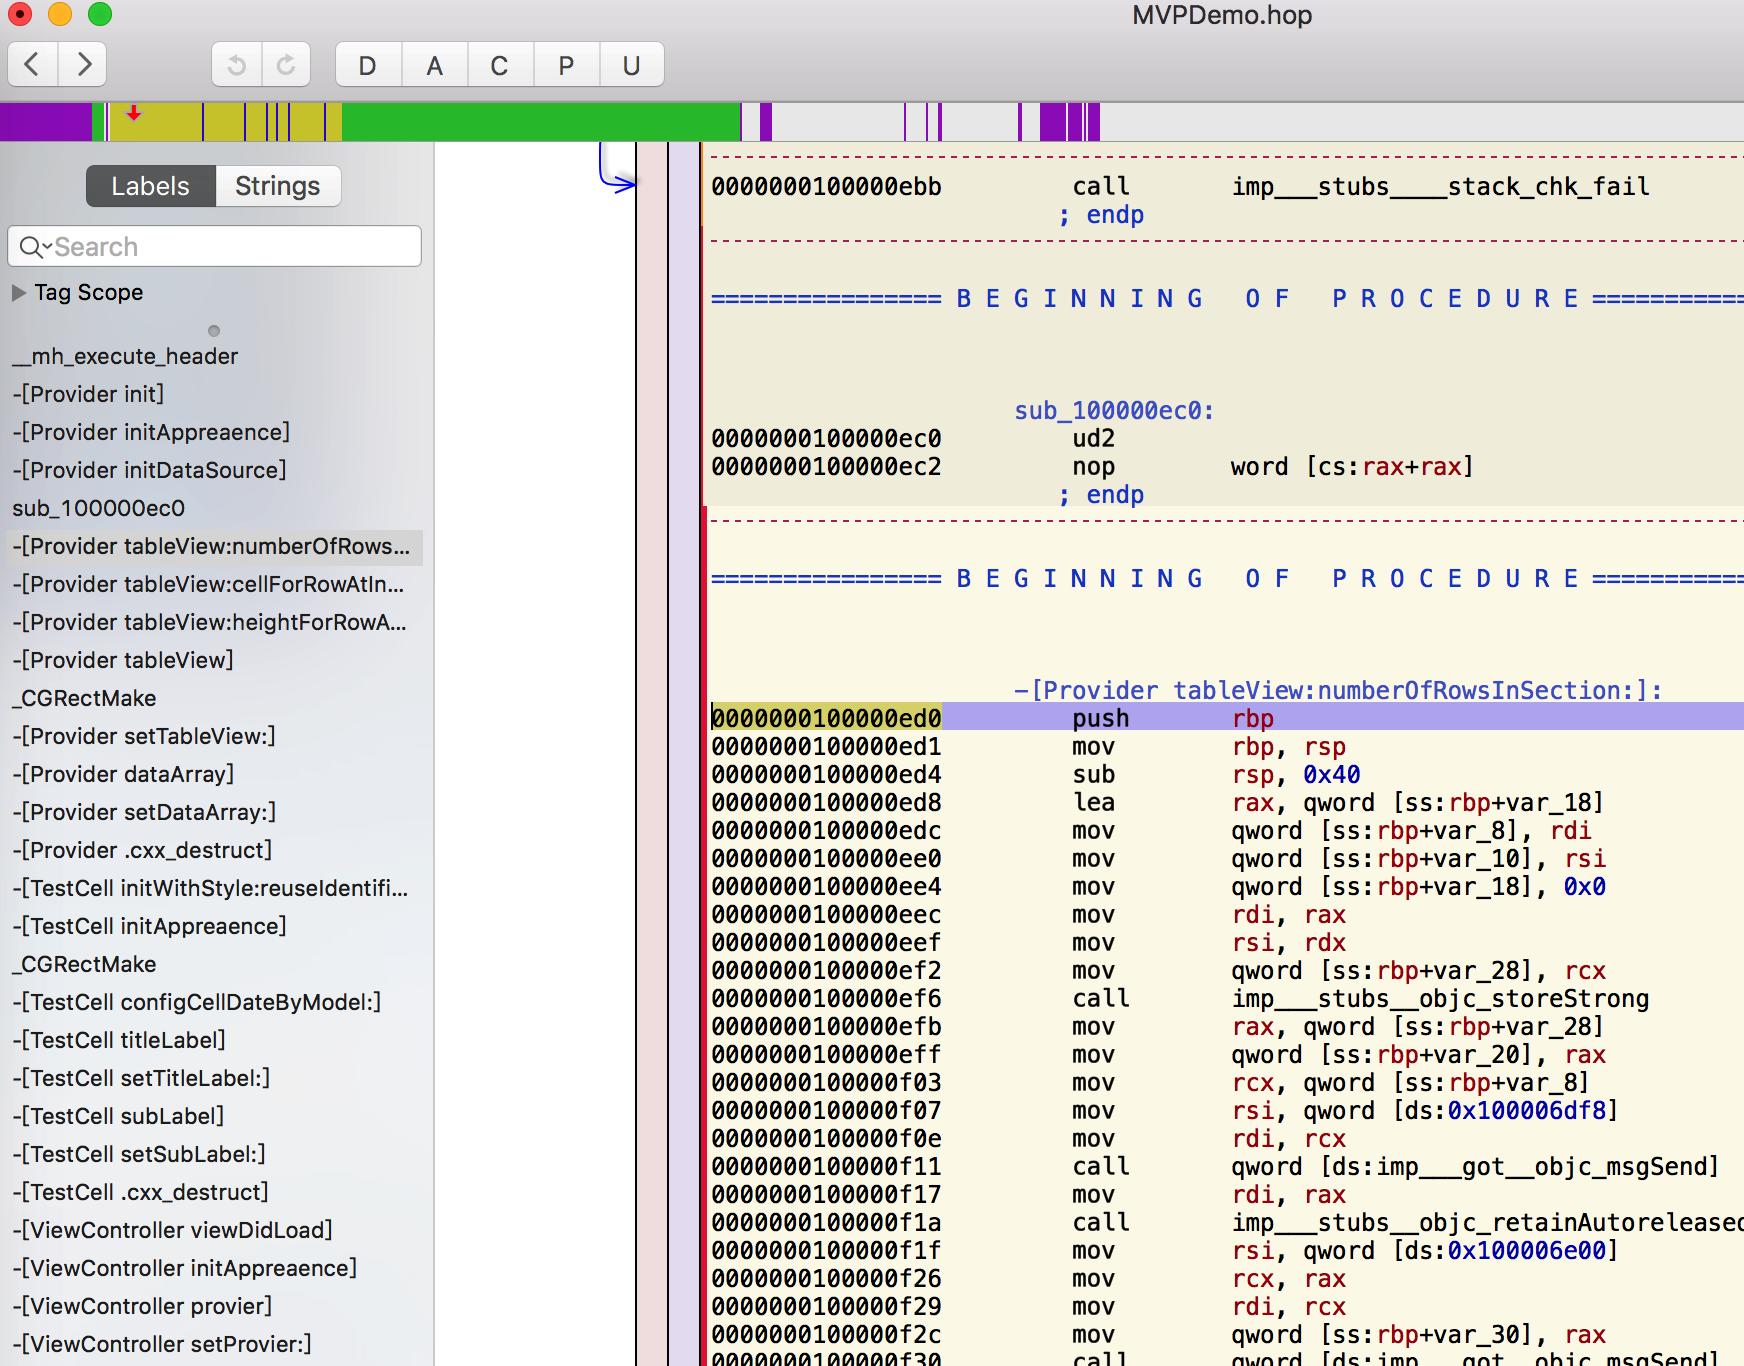 MVPDemo.hop
D A C P U
Labels Strings
Search
Tag Scope
__mh_execute_header
-[Provider init]
-[Provider initAppreaence]
-[Provider initDataSource]
sub_100000ec0
-[Provider tableView:numberOfRows...
-[Provider tableView:cellForRowAtIn...
-[Provider tableView:heightForRowA...
-[Provider tableView]
_CGRectMake
-[Provider setTableView:]
-[Provider dataArray]
-[Provider setDataArray:]
-[Provider .cxx_destruct]
-[TestCell initWithStyle:reuseIdentifi...
-[TestCell initAppreaence]
_CGRectMake
-[TestCell configCellDateByModel:]
-[TestCell titleLabel]
-[TestCell setTitleLabel:]
-[TestCell subLabel]
-[TestCell setSubLabel:]
-[TestCell .cxx_destruct]
-[ViewController viewDidLoad]
-[ViewController initAppreaence]
-[ViewController provier]
-[ViewController setProvier:]
0000000100000ebb call imp___stubs____stack_chk_fail
; endp
================ B E G I N N I N G   O F   P R O C E D U R E ===========
sub_100000ec0:
0000000100000ec0 ud2
0000000100000ec2 nop word [cs:rax+rax]
; endp
================ B E G I N N I N G   O F   P R O C E D U R E ===========
-[Provider tableView:numberOfRowsInSection:]:
0000000100000ed0 push rbp
0000000100000ed1 mov rbp, rsp
0000000100000ed4 sub rsp, 0x40
0000000100000ed8 lea rax, qword [ss:rbp+var_18]
0000000100000edc mov qword [ss:rbp+var_8], rdi
0000000100000ee0 mov qword [ss:rbp+var_10], rsi
0000000100000ee4 mov qword [ss:rbp+var_18], 0x0
0000000100000eec mov rdi, rax
0000000100000eef mov rsi, rdx
0000000100000ef2 mov qword [ss:rbp+var_28], rcx
0000000100000ef6 call imp___stubs__objc_storeStrong
0000000100000efb mov rax, qword [ss:rbp+var_28]
0000000100000eff mov qword [ss:rbp+var_20], rax
0000000100000f03 mov rcx, qword [ss:rbp+var_8]
0000000100000f07 mov rsi, qword [ds:0x100006df8]
0000000100000f0e mov rdi, rcx
0000000100000f11 call qword [ds:imp___got__objc_msgSend]
0000000100000f17 mov rdi, rax
0000000100000f1a call imp___stubs__objc_retainAutoreleased
0000000100000f1f mov rsi, qword [ds:0x100006e00]
0000000100000f26 mov rcx, rax
0000000100000f29 mov rdi, rcx
0000000100000f2c mov qword [ss:rbp+var_30], rax
0000000100000f30 call qword [ds:imp___got__objc_msgSend]